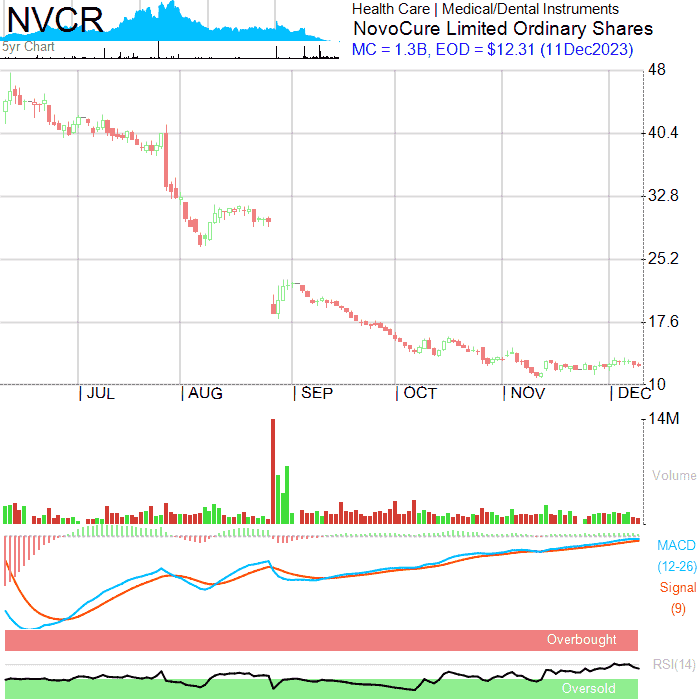 NVCR
5yr Chart
Health Care | Medical/Dental Instruments
NovoCure Limited Ordinary Shares
MC = 1.3B, EOD = $12.31 (11Dec2023)
48
40.4
32.8
25.2
17.6
10
JUL
AUG
SEP
OCT
NOV
DEC
14M
Volume
MACD
(12-26)
Signal
(9)
Overbought
RSI(14)
Oversold